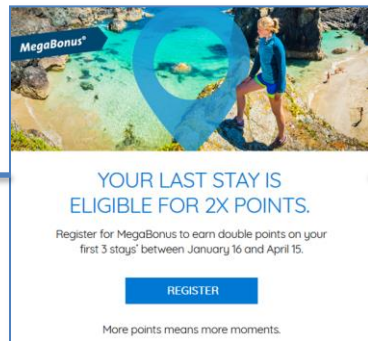 MegaBonus®
YOUR LAST STAY IS
ELIGIBLE FOR 2X POINTS.
Register for MegaBonus to earn double points on your
first 3 stays* between January 16 and April 15.
REGISTER
More points means more moments.